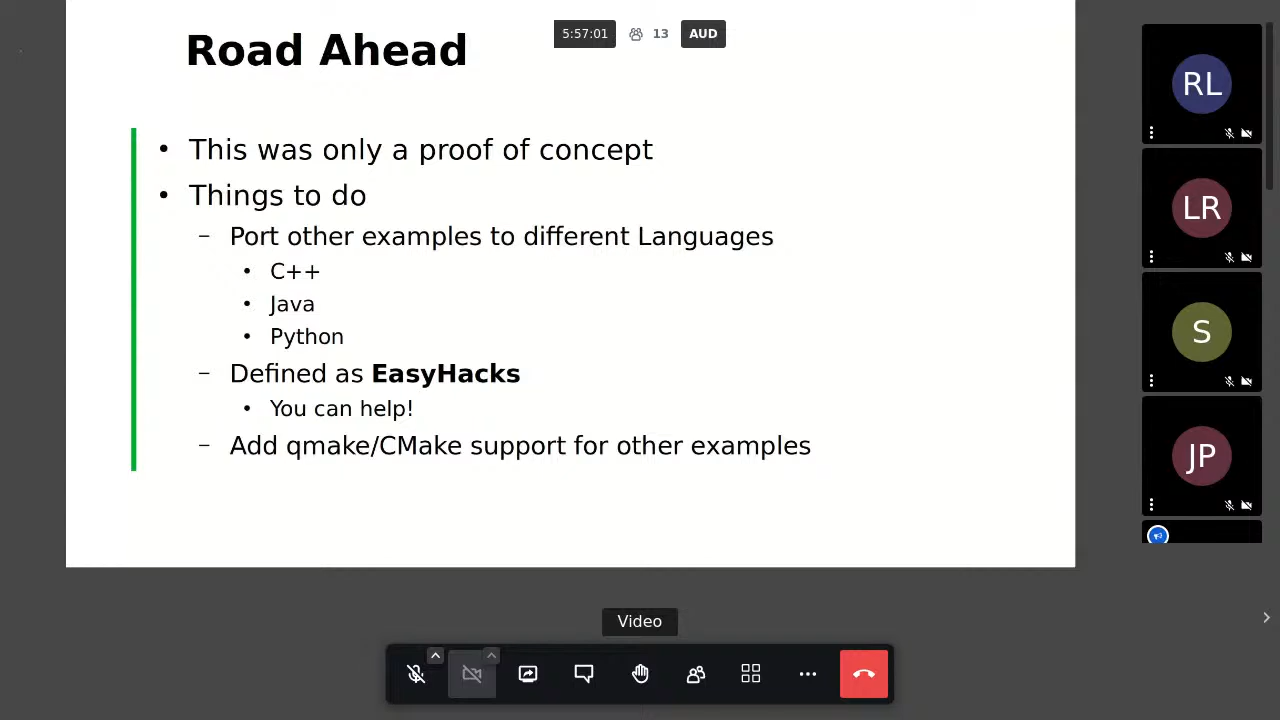 Road Ahead
5:57:01 13 AUD
• This was only a proof of concept
• Things to do
– Port other examples to different Languages
• C++
• Java
• Python
– Defined as EasyHacks
• You can help!
– Add qmake/CMake support for other examples
RL
LR
S
JP
Video